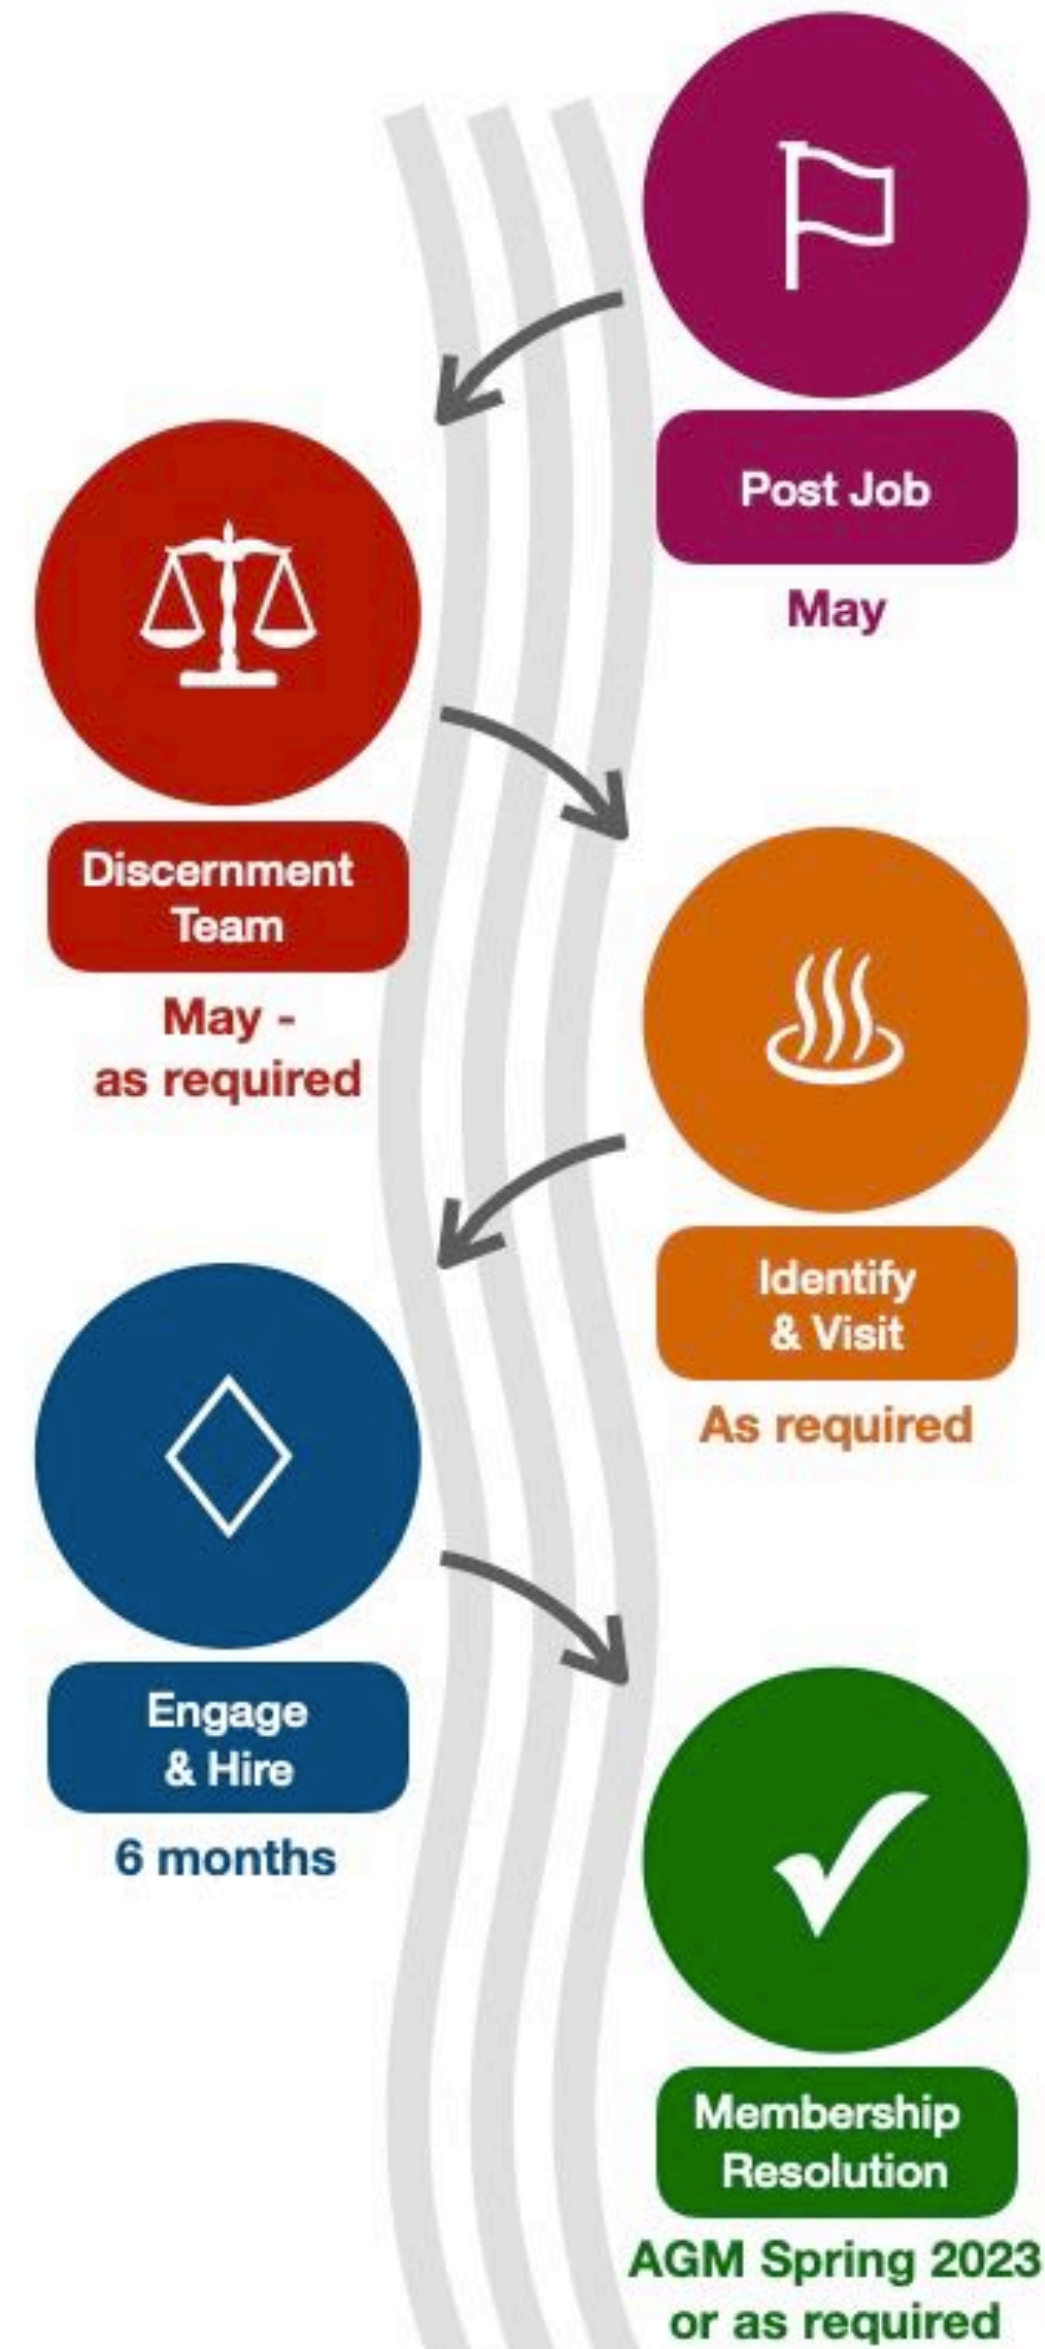 Post Job
May
Discernment
Team
May -
as required
Identify
& Visit
As required
Engage
& Hire
6 months
Membership
Resolution
AGM Spring 2023
or as required